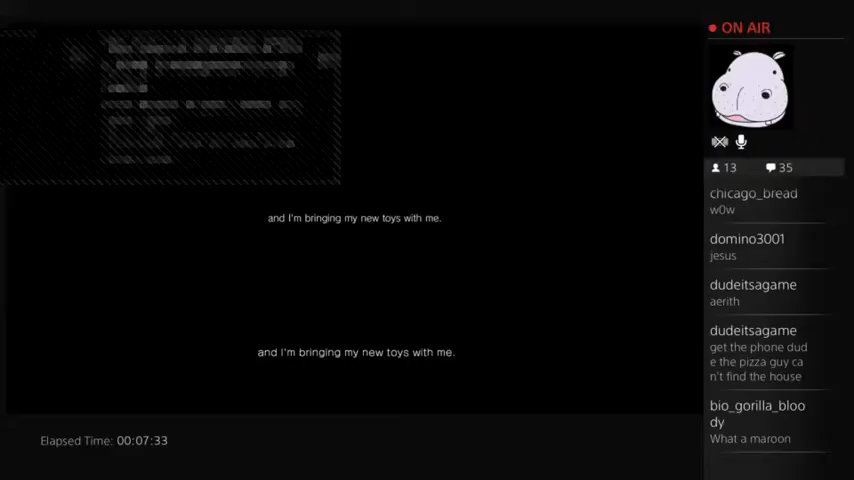 ON AIR
13 35
chicago_bread
w0w
domino3001
jesus
dudeitsagame
aerith
dudeitsagame
get the phone dud
e the pizza guy ca
n't find the house
bio_gorilla_bloo
dy
What a maroon
and I'm bringing my new toys with me.
and I'm bringing my new toys with me.
Elapsed Time: 00:07:33